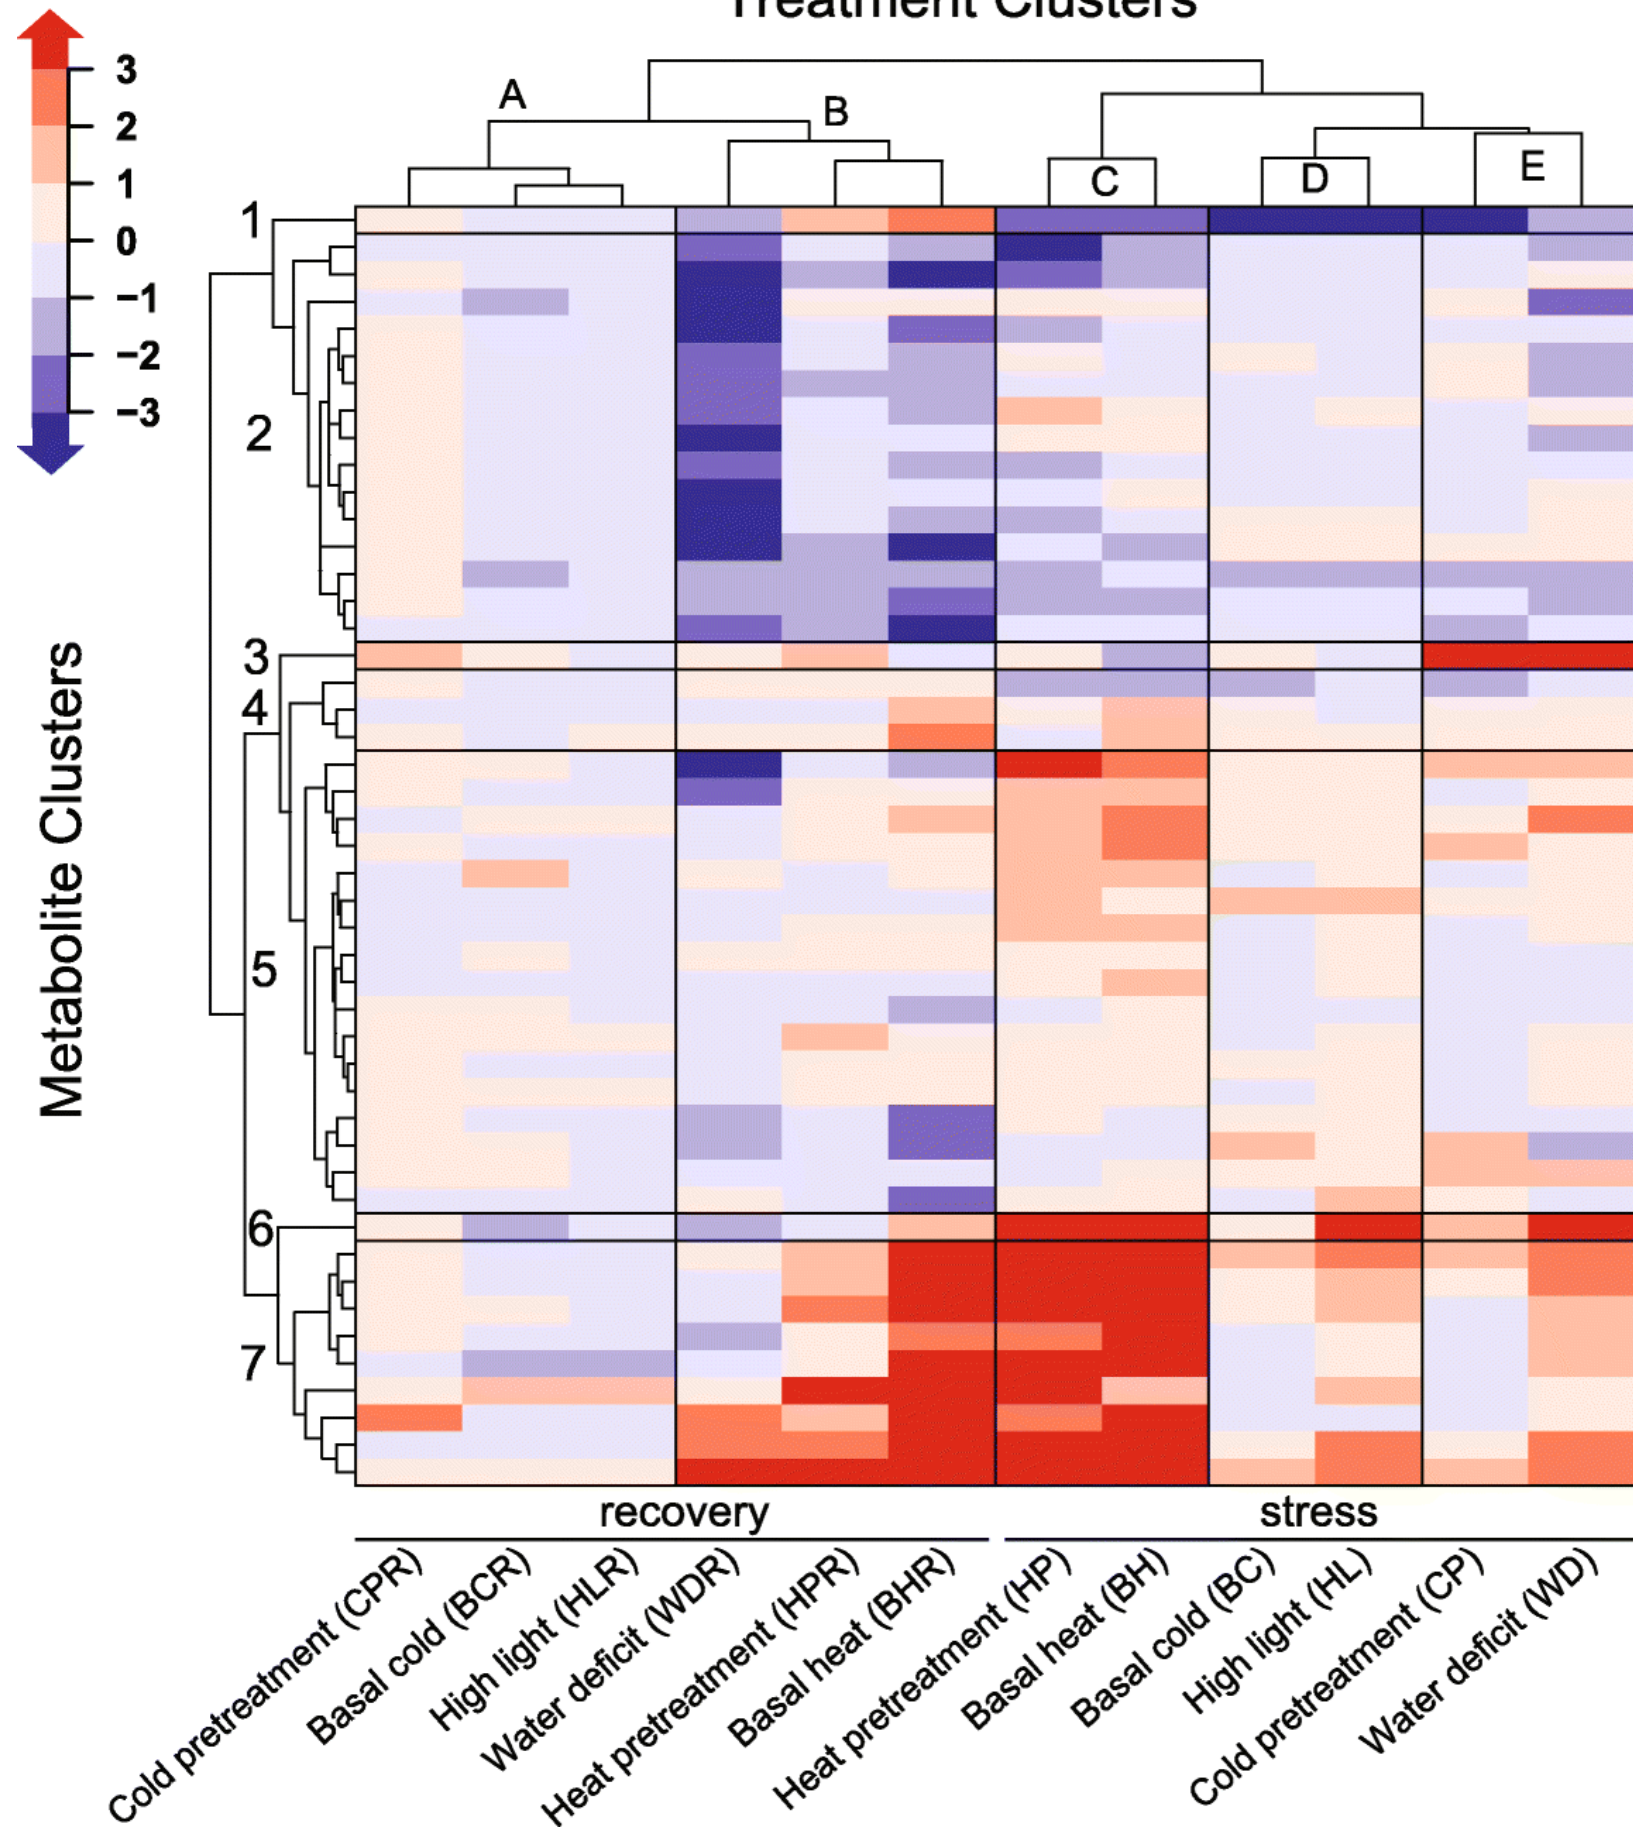 Treatment Clusters
3
2
1
0
−1
−2
−3
A
B
C
D
E
Metabolite Clusters
1
2
3
4
5
6
7
recovery
stress
Cold pretreatment (CPR)
Basal cold (BCR)
High light (HLR)
Water deficit (WDR)
Heat pretreatment (HPR)
Basal heat (BHR)
Heat pretreatment (HP)
Basal heat (BH)
Basal cold (BC)
High light (HL)
Cold pretreatment (CP)
Water deficit (WD)